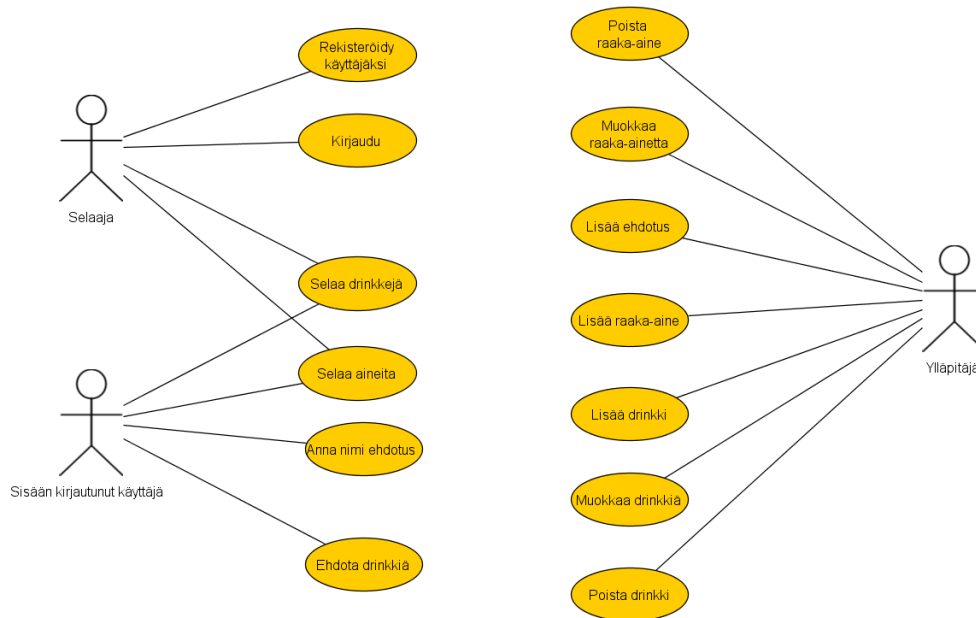 Rekisteröidy
käyttäjäksi
Kirjaudu
Selaaja
Selaa drinkkejä
Selaa aineita
Anna nimi ehdotus
Sisään kirjautunut käyttäjä
Ehdota drinkkiä
Poista
raaka-aine
Muokkaa
raaka-ainetta
Lisää ehdotus
Lisää raaka-aine
Ylläpitäjä
Lisää drinkki
Muokkaa drinkkiä
Poista drinkki